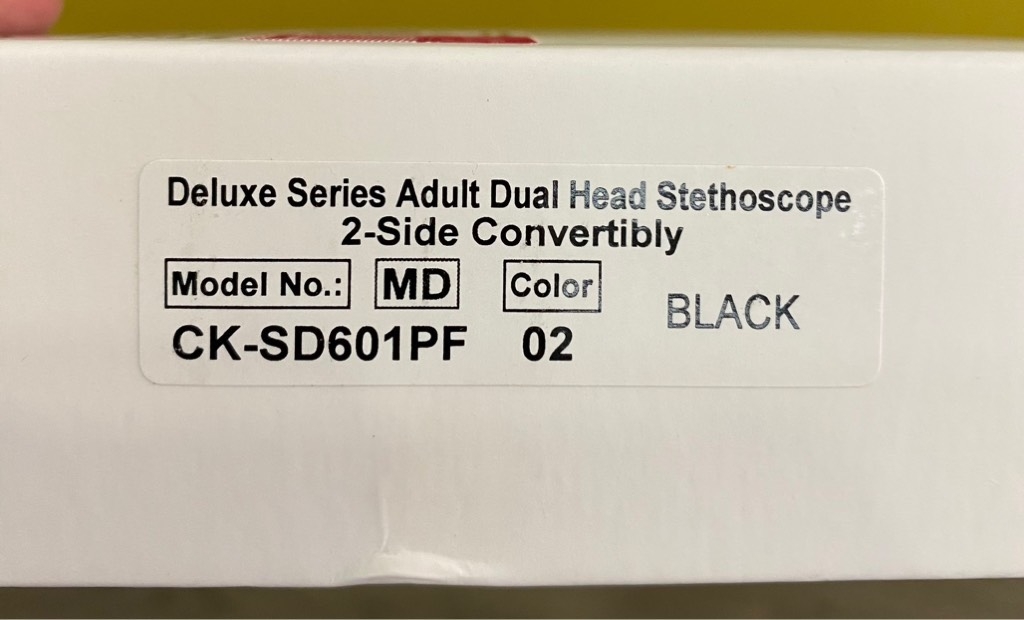 Deluxe Series Adult Dual Head Stethoscope
2-Side Convertibly
Model No.: MD Color BLACK
CK-SD601PF 02